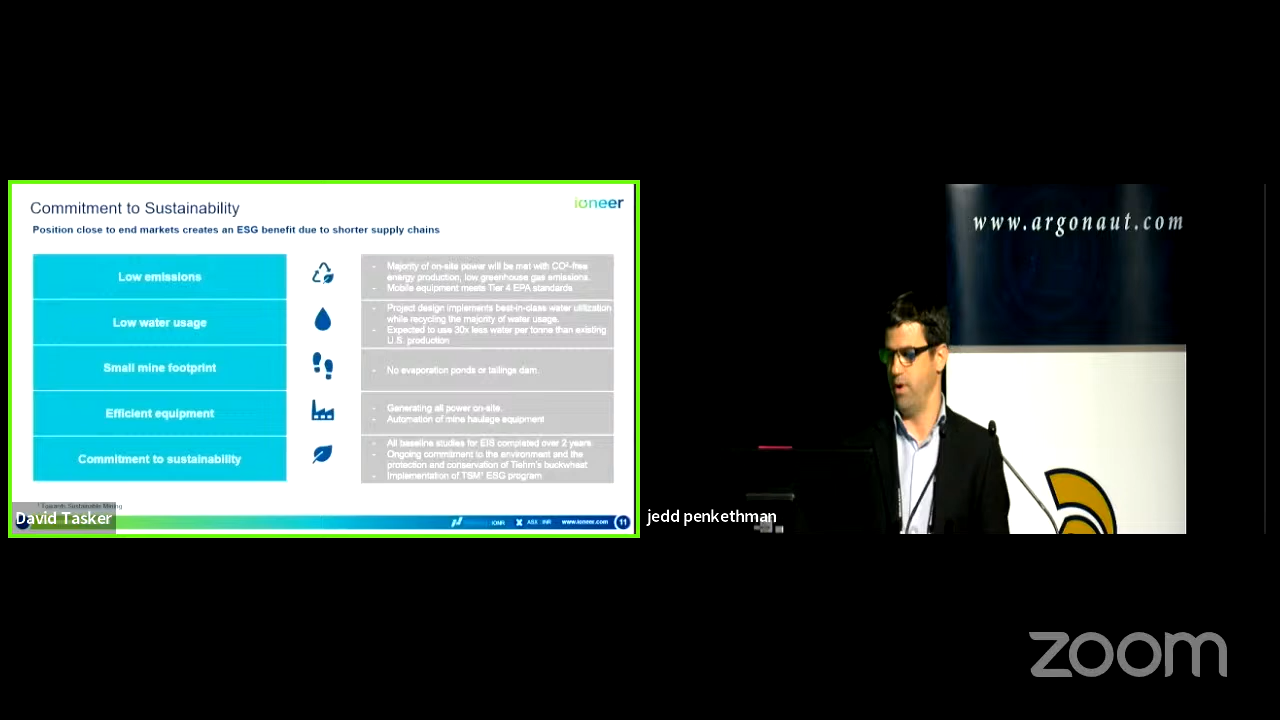 Commitment to Sustainability
ioneer
Position close to end markets creates an ESG benefit due to shorter supply chains
Low emissions
- Majority of on-site power will be met with CO²-free
energy production, low greenhouse gas emissions.
- Mobile equipment meets Tier 4 EPA standards
Low water usage
- Project design implements best-in-class water utilization
while recycling the majority of water usage.
- Expected to use 30x less water per tonne than existing
U.S. production
Small mine footprint
- No evaporation ponds or tailings dam.
Efficient equipment
- Generating all power on-site.
- Automation of mine haulage equipment
Commitment to sustainability
- All baseline studies for EIS completed over 2 years
- Ongoing commitment to the environment and the
protection and conservation of Tiehm's buckwheat
- Implementation of TSM* ESG program
Towards Sustainable Mining
David Tasker
IONR
ASX: INR
www.ioneer.com
11
www.argonaut.com
jedd penkethman
zoom